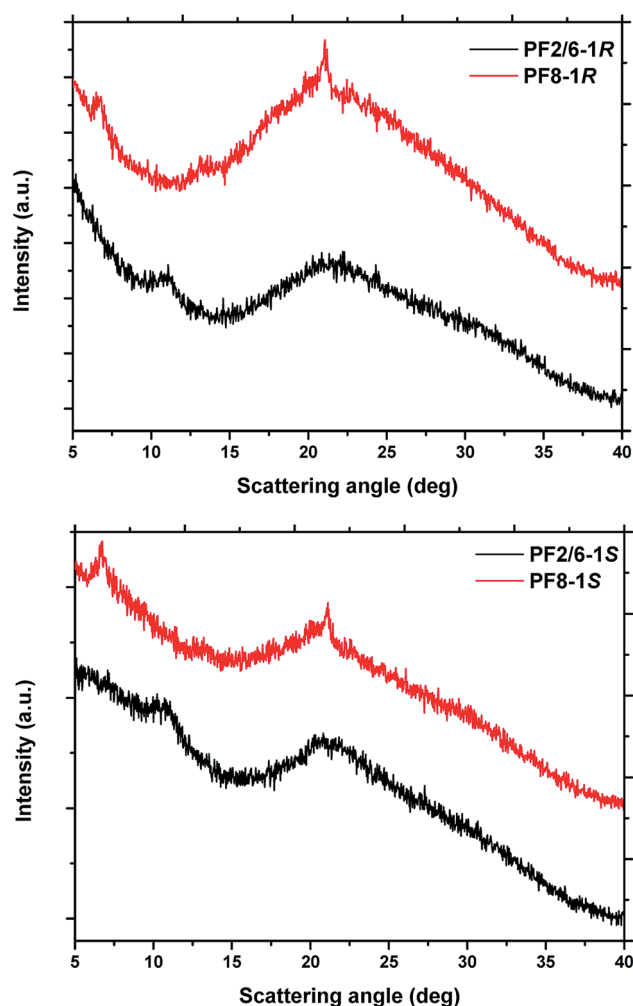 PF2/6-1R
PF8-1R
Intensity (a.u.)
5 10 15 20 25 30 35 40
Scattering angle (deg)
PF2/6-1S
PF8-1S
Intensity (a.u.)
5 10 15 20 25 30 35 40
Scattering angle (deg)